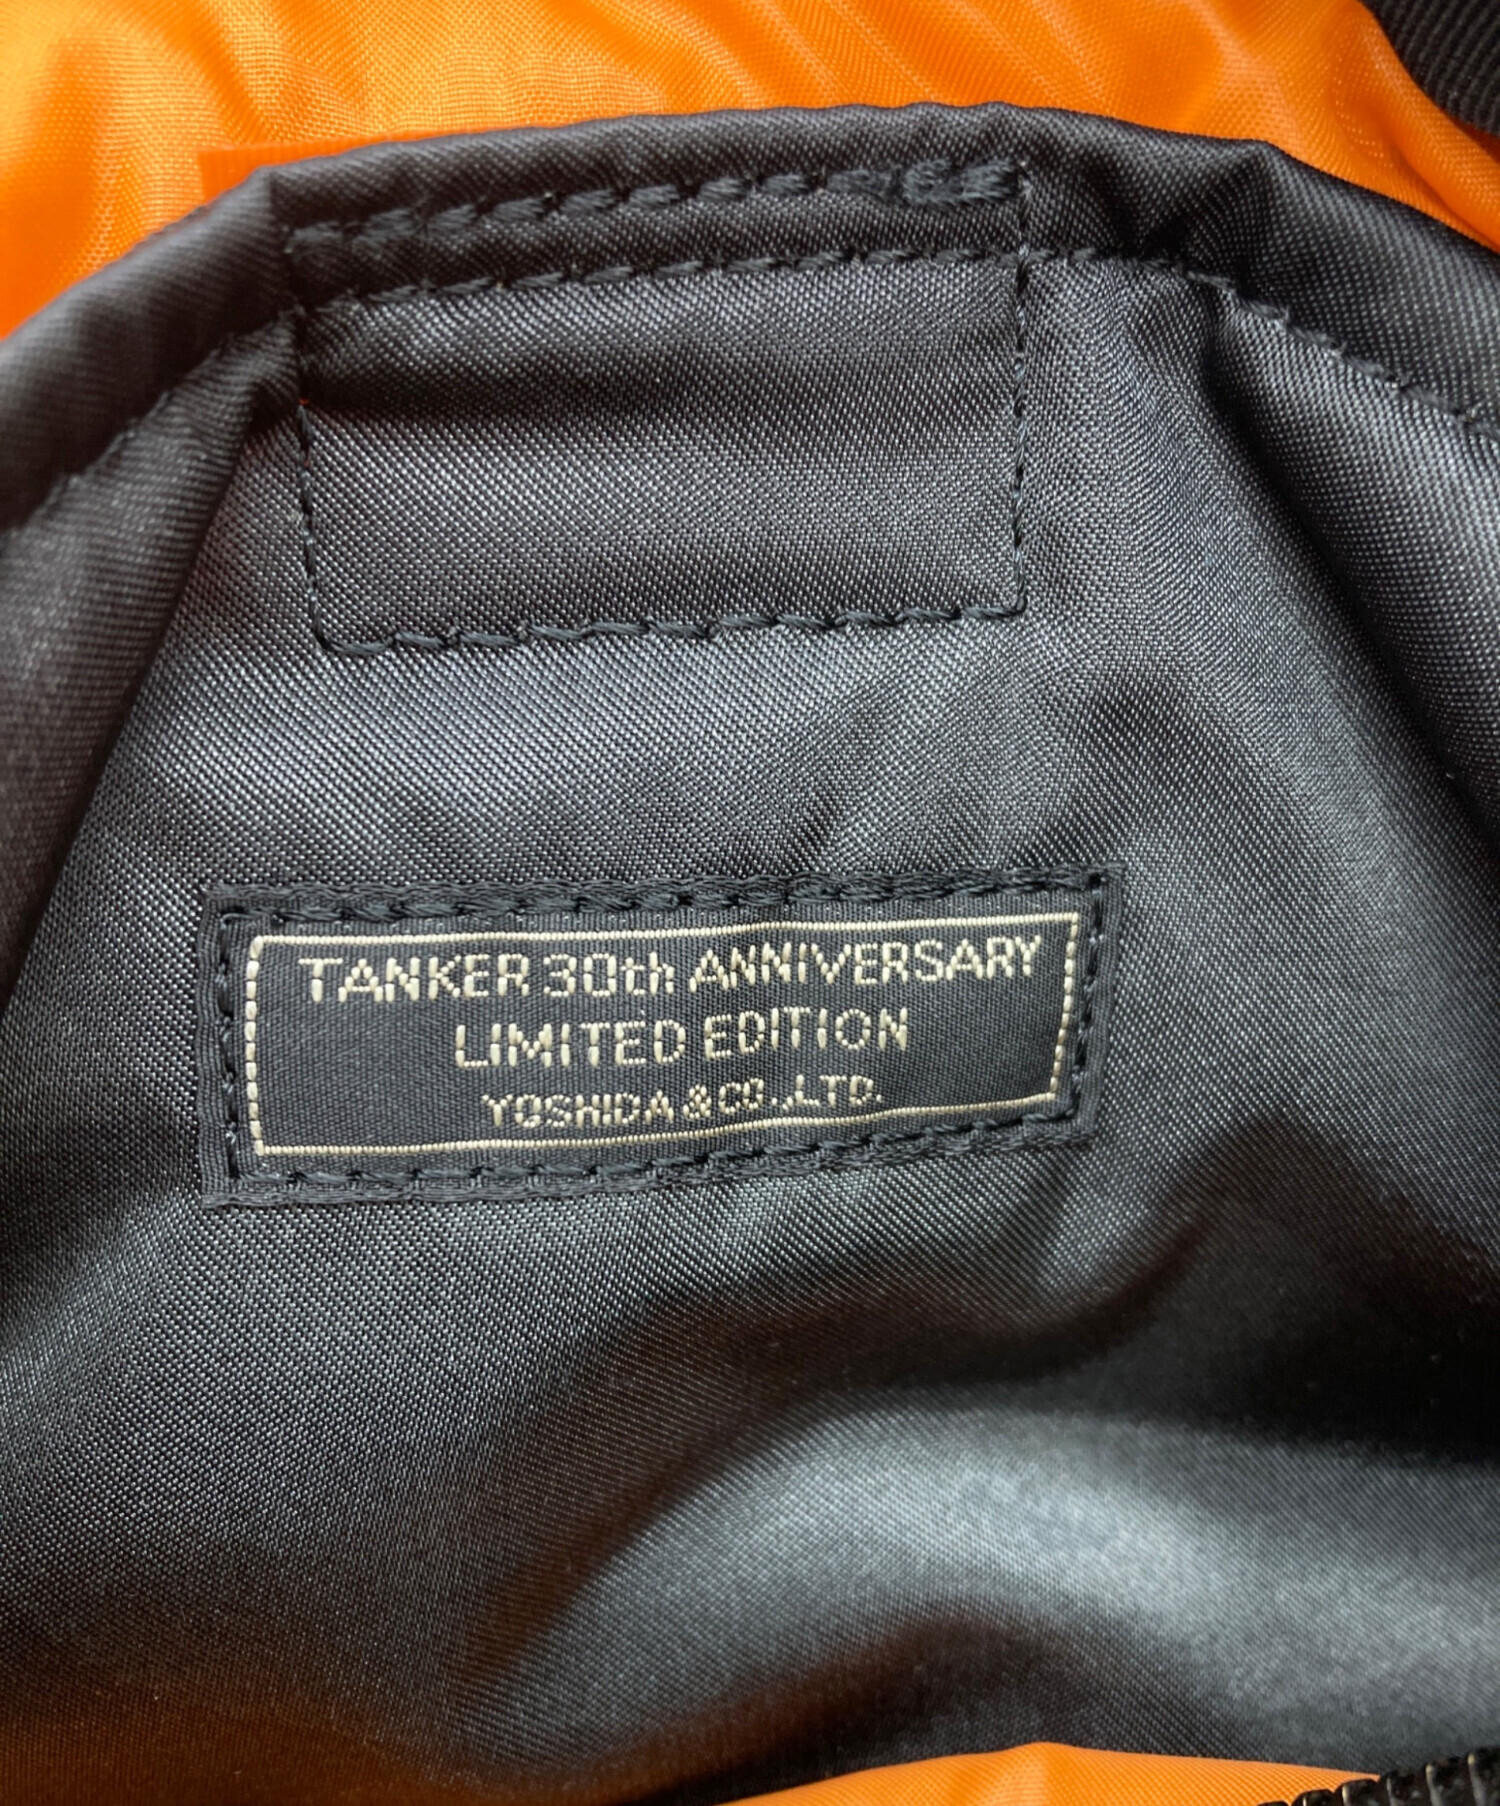 TANKER 30th ANNIVERSARY
LIMITED EDITION
YOSHIDA & CO.,LTD.